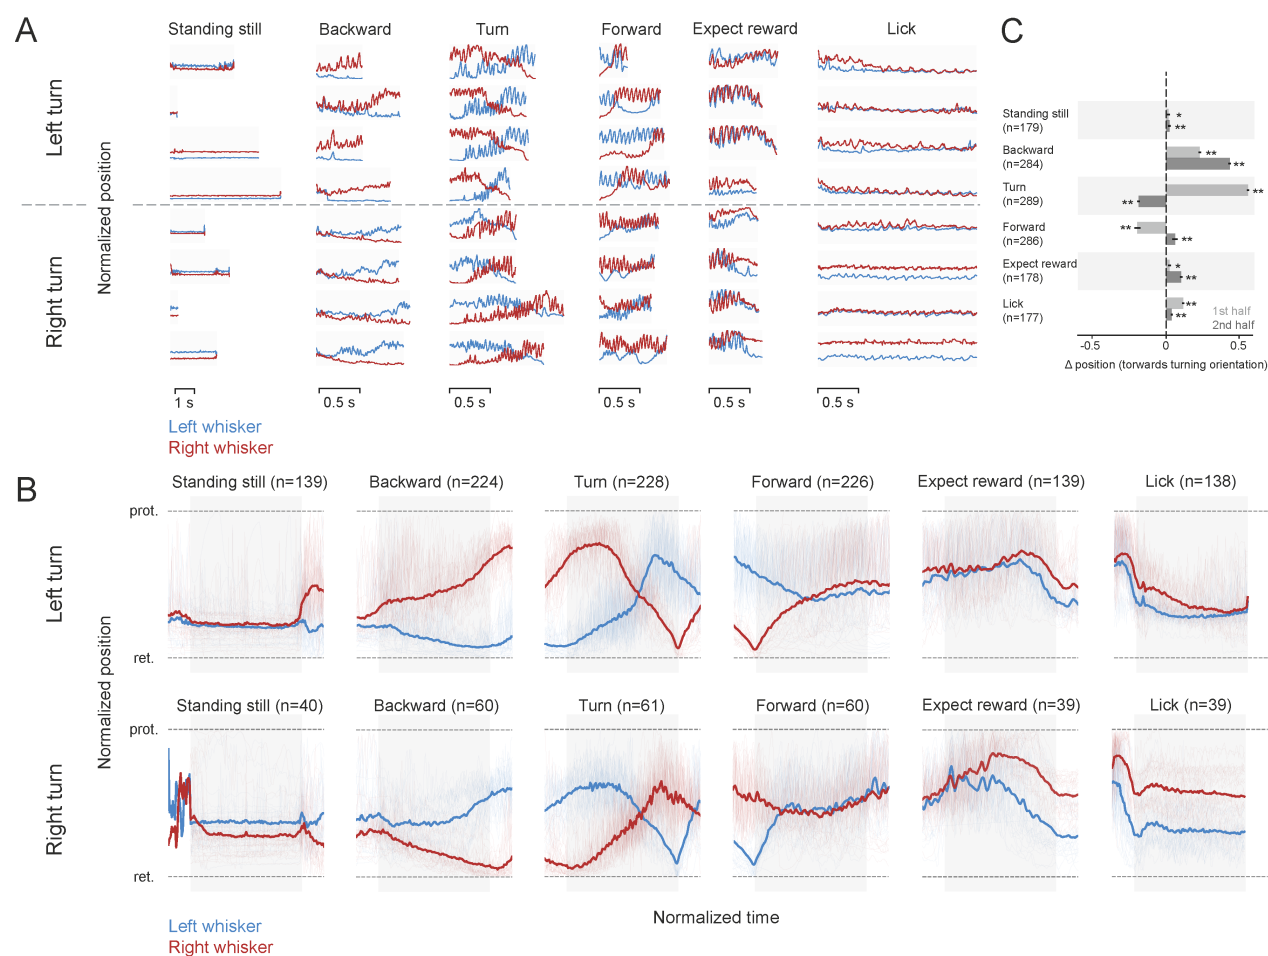 A
Standing still
Backward
Turn
Forward
Expect reward
Lick
Left turn
Right turn
Normalized position
1 s
0.5 s
0.5 s
0.5 s
0.5 s
0.5 s
Left whisker
Right whisker
C
Standing still
(n=179)
*
**
Backward
(n=284)
**
**
Turn
(n=289)
**
**
Forward
(n=286)
**
**
Expect reward
(n=178)
*
**
Lick
(n=177)
**
**
1st half
2nd half
-0.5
0
0.5
Δ position (towards turning orientation)
B
Standing still (n=139)
Backward (n=224)
Turn (n=228)
Forward (n=226)
Expect reward (n=139)
Lick (n=138)
prot.
ret.
Left turn
Normalized position
Standing still (n=40)
Backward (n=60)
Turn (n=61)
Forward (n=60)
Expect reward (n=39)
Lick (n=39)
prot.
ret.
Right turn
Normalized time
Left whisker
Right whisker